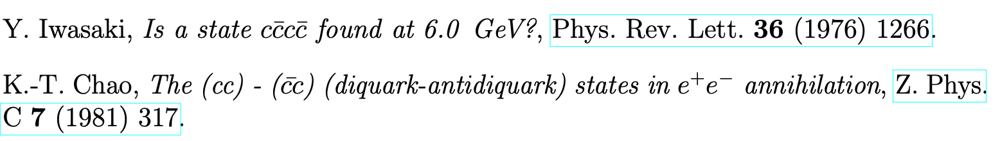 Y. Iwasaki, Is a state cc̄cc̄ found at 6.0 GeV?, Phys. Rev. Lett. 36 (1976) 1266.
K.-T. Chao, The (cc) - (c̄c) (diquark-antidiquark) states in e⁺e⁻ annihilation, Z. Phys.
C 7 (1981) 317.